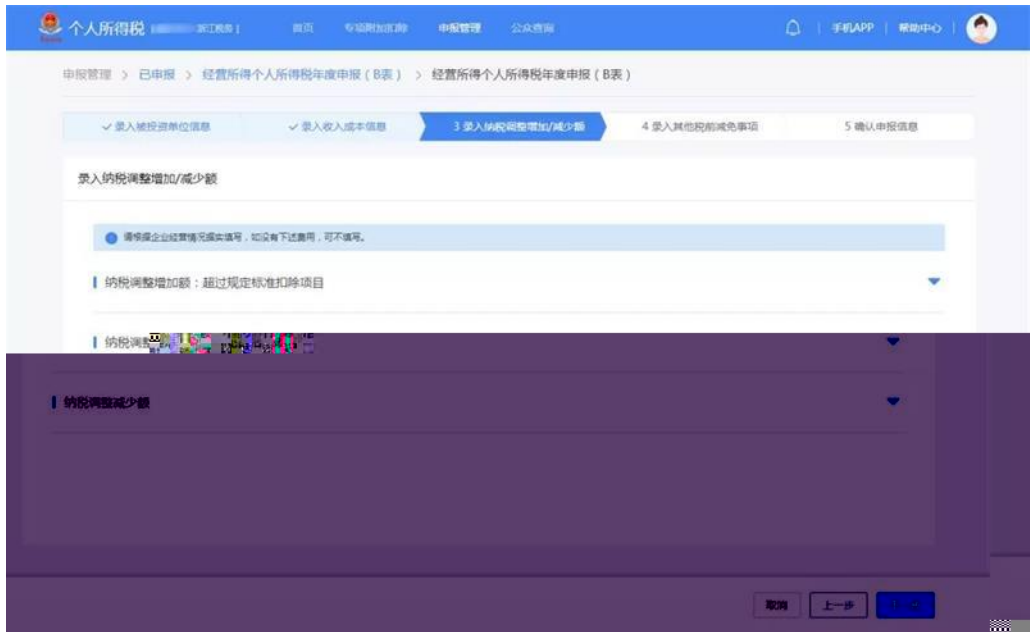 个人所得税
首页 专项附加扣除 申报管理 公众查询 手机APP 帮助中心
申报管理 > 已申报 > 经营所得个人所得税年度申报(B表) > 经营所得个人所得税年度申报(B表)
录入被投资单位信息 录入收入成本信息 3 录入纳税调整增加/减少额 4 录入其他税前减免事项 5 确认申报信息
录入纳税调整增加/减少额
请根据企业经营情况据实填写,如没有下述费用,可不填写。
纳税调整增加额:超过规定标准扣除项目
纳税调整
纳税调整减少额
取消 上一步